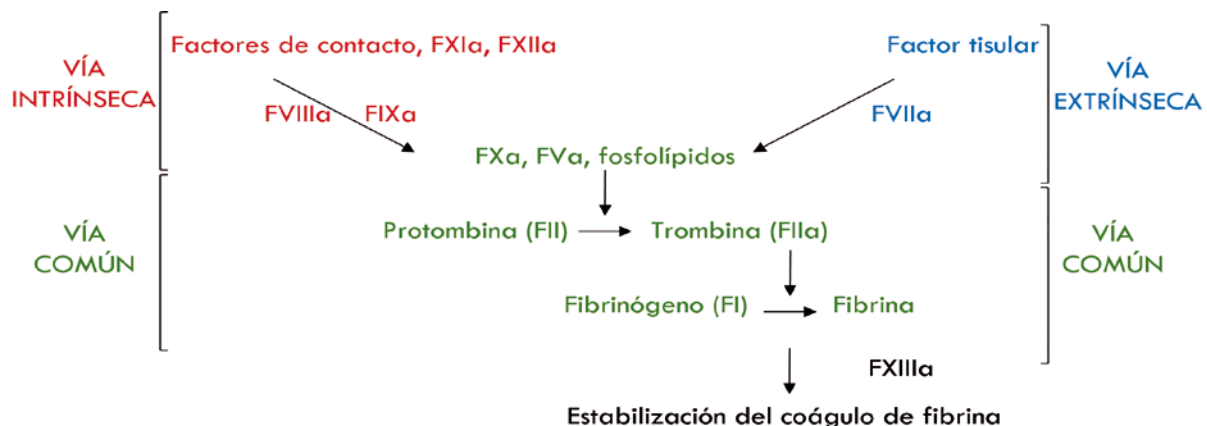 Factores de contacto, FXIa, FXIIa
Factor tisular
VÍA
INTRÍNSECA
VÍA
EXTRÍNSECA
FVIIIa
FIXa
FVIIa
FXa, FVa, fosfolípidos
VÍA
COMÚN
Protombina (FII)
Trombina (FIIa)
VÍA
COMÚN
Fibrinógeno (FI)
Fibrina
FXIIIa
Estabilización del coágulo de fibrina